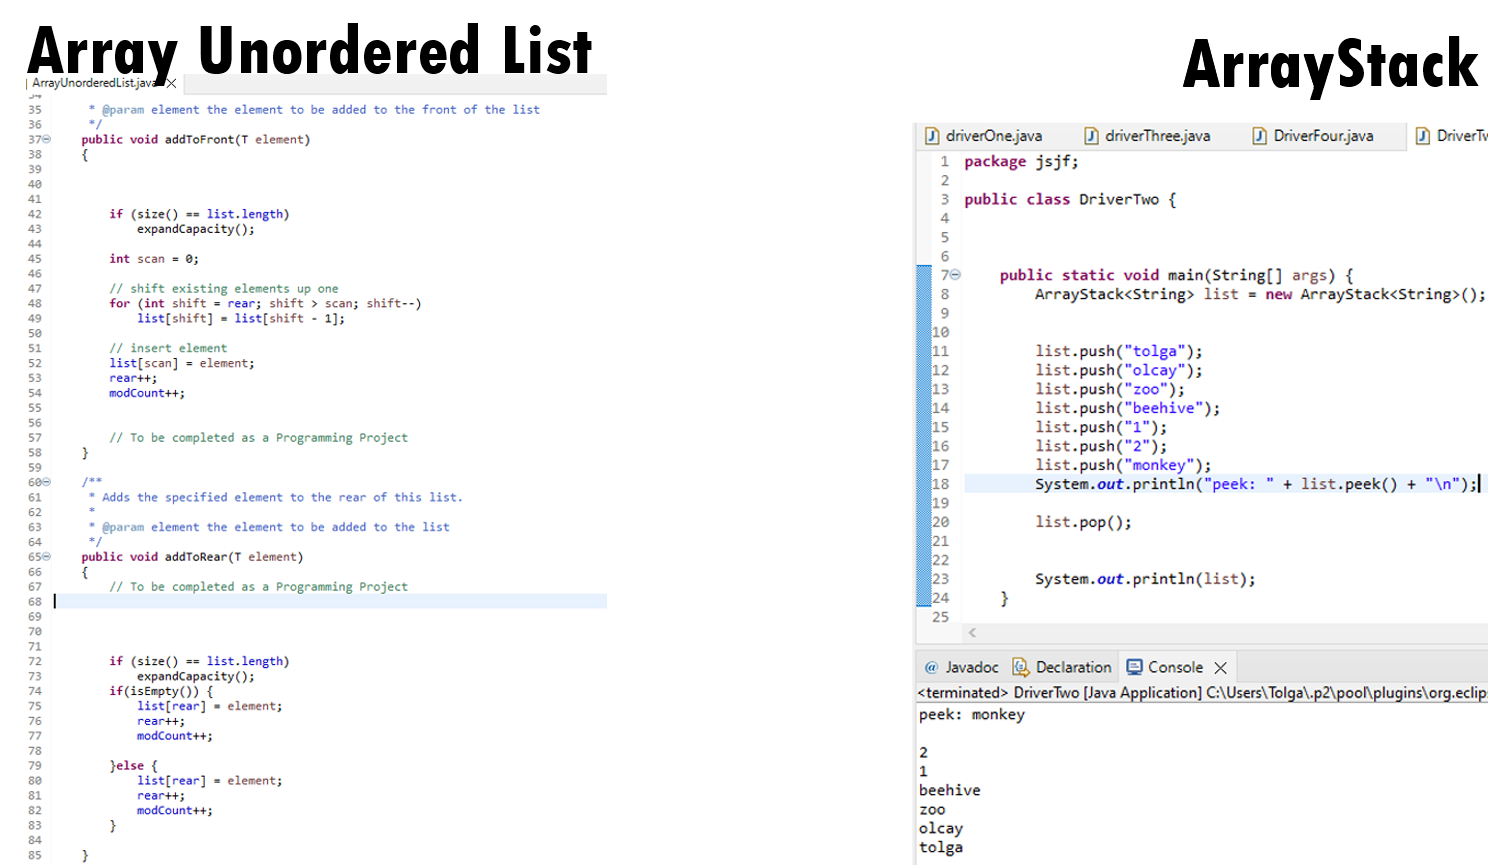 Array Unordered List
ArrayUnorderedList.java
35 * @param element the element to be added to the front of the list
36 */
37 public void addToFront(T element)
38 {
39
40
41
42 if (size() == list.length)
43 expandCapacity();
44
45 int scan = 0;
46
47 // shift existing elements up one
48 for (int shift = rear; shift > scan; shift--)
49 list[shift] = list[shift - 1];
50
51 // insert element
52 list[scan] = element;
53 rear++;
54 modCount++;
55
56
57 // To be completed as a Programming Project
58 }
59
60 /**
61 * Adds the specified element to the rear of this list.
62 *
63 * @param element the element to be added to the list
64 */
65 public void addToRear(T element)
66 {
67 // To be completed as a Programming Project
68
69
70
71
72 if (size() == list.length)
73 expandCapacity();
74 if(isEmpty()) {
75 list[rear] = element;
76 rear++;
77 modCount++;
78
79 }else {
80 list[rear] = element;
81 rear++;
82 modCount++;
83 }
84
85 }
ArrayStack
driverOne.java driverThree.java DriverFour.java DriverTw
1 package jsjf;
2
3 public class DriverTwo {
4
5
6
7 public static void main(String[] args) {
8 ArrayStack<String> list = new ArrayStack<String>();
9
10
11 list.push("tolga");
12 list.push("olcay");
13 list.push("zoo");
14 list.push("beehive");
15 list.push("1");
16 list.push("2");
17 list.push("monkey");
18 System.out.println("peek: " + list.peek() + "\n");
19
20 list.pop();
21
22
23 System.out.println(list);
24 }
25
@ Javadoc Declaration Console
<terminated> DriverTwo [Java Application] C:\Users\Tolga\.p2\pool\plugins\org.eclips
peek: monkey
2
1
beehive
zoo
olcay
tolga